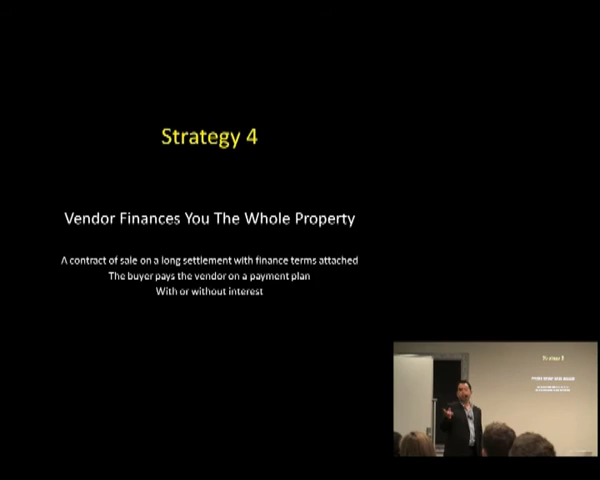 Strategy 4
Vendor Finances You The Whole Property
A contract of sale on a long settlement with finance terms attached
The buyer pays the vendor on a payment plan
With or without interest